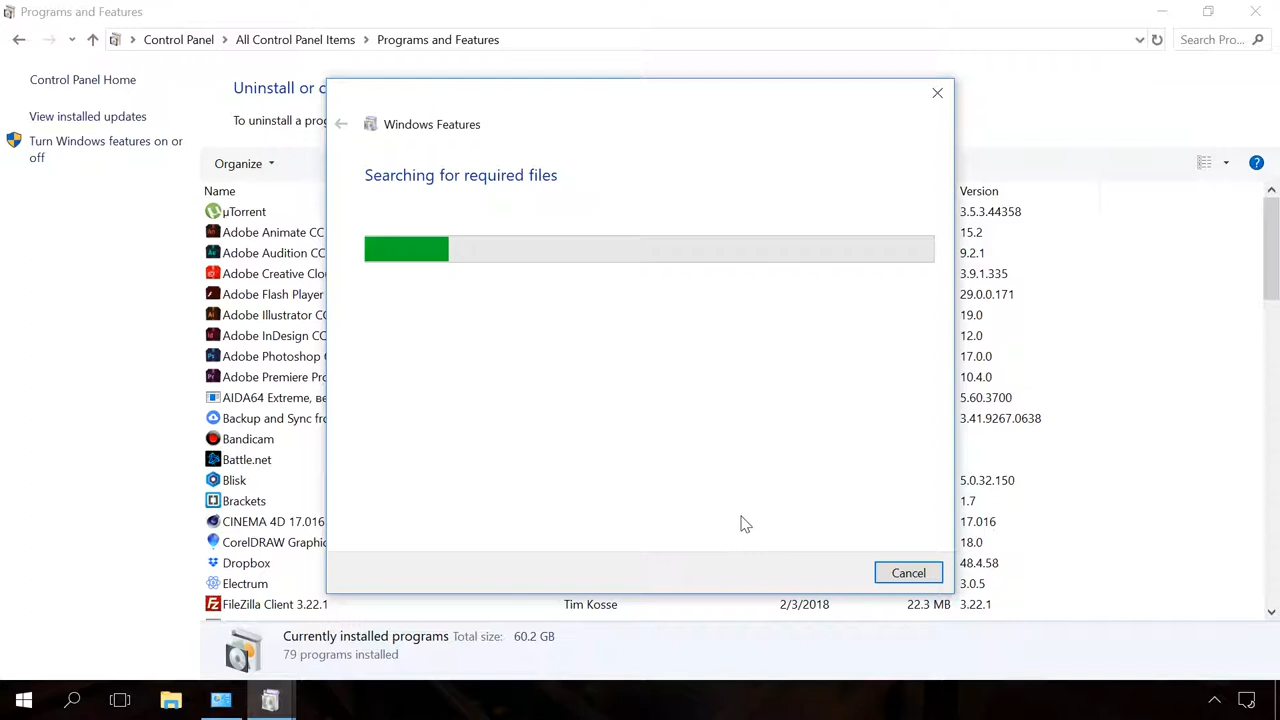 Programs and Features
Control Panel
All Control Panel Items
Programs and Features
Search Pro...
Control Panel Home
View installed updates
Turn Windows features on or
off
Uninstall or c
To uninstall a prog
Organize
Windows Features
Searching for required files
Cancel
Name
Version
µTorrent
3.5.3.44358
Adobe Animate CC
15.2
Adobe Audition CC
9.2.1
Adobe Creative Clou
3.9.1.335
Adobe Flash Player
29.0.0.171
Adobe Illustrator CC
19.0
Adobe InDesign CC
12.0
Adobe Photoshop C
17.0.0
Adobe Premiere Pro
10.4.0
AIDA64 Extreme, ве
5.60.3700
Backup and Sync fr
3.41.9267.0638
Bandicam
Battle.net
Blisk
5.0.32.150
Brackets
1.7
CINEMA 4D 17.016
17.016
CorelDRAW Graphic
18.0
Dropbox
48.4.58
Electrum
3.0.5
FileZilla Client 3.22.1 Tim Kosse 2/3/2018 22.3 MB 3.22.1
Currently installed programs Total size: 60.2 GB
79 programs installed